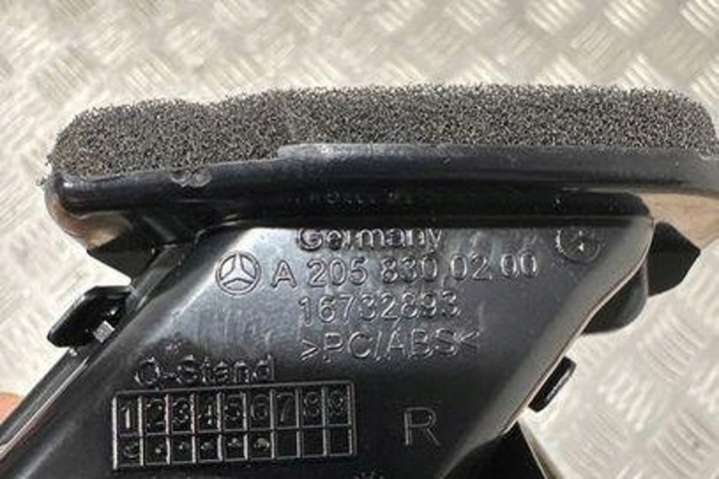 Germany
A 205 830 02 00
16732893
>PC/ABS<
Q-Stand
1 2 3 4 5 6 7 8 9
R